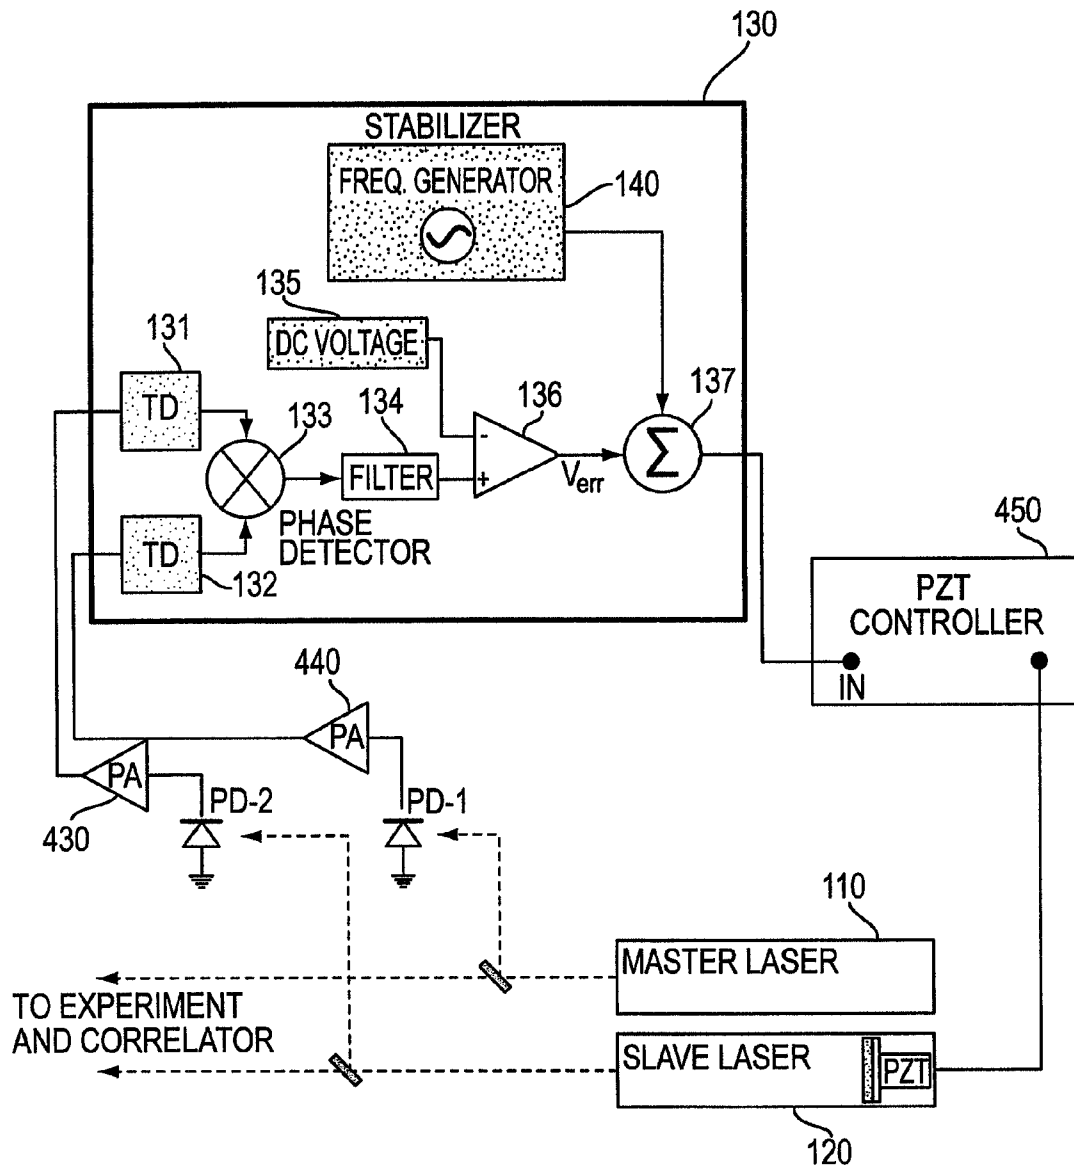 130
STABILIZER
FREQ. GENERATOR
140
135
DC VOLTAGE
131
TD
133
134
FILTER
136
-
+
Verr
137
Σ
PHASE
DETECTOR
TD
132
450
PZT
CONTROLLER
IN
440
PA
PA
430
PD-2
PD-1
110
MASTER LASER
TO EXPERIMENT
AND CORRELATOR
SLAVE LASER
PZT
120